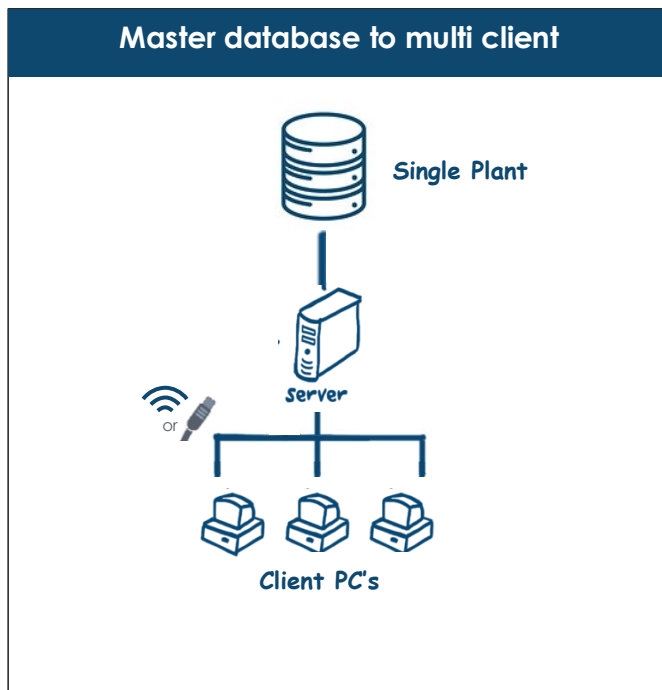 Master database to multi client
Single Plant
server
or
Client PC's